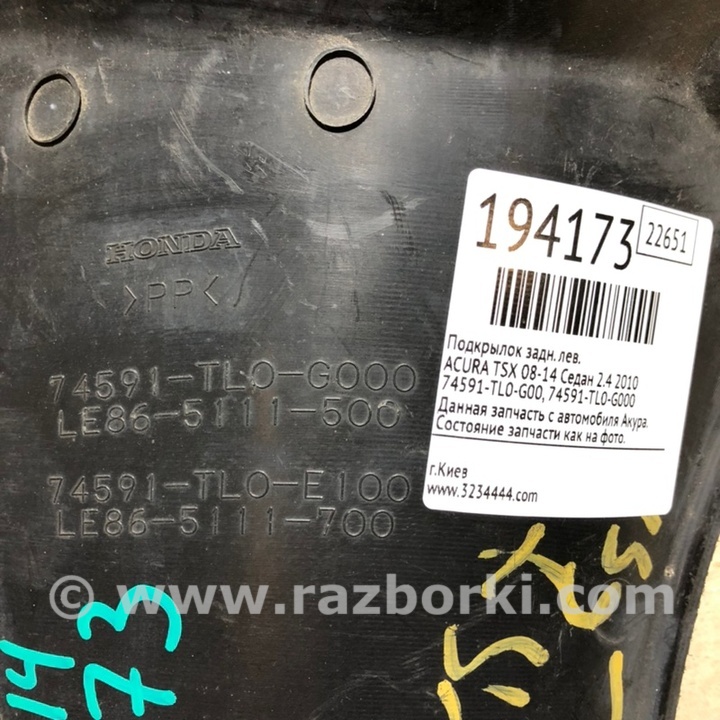 HONDA
>PP<
74591-TL0-G000
LE86-5111-500
74591-TL0-E100
LE86-5111-700
194173
22651
Подкрылок задн. лев.
ACURA TSX 08-14 Седан 2.4 2010
74591-TL0-G00, 74591-TL0-G000
Данная запчасть с автомобиля Акура.
Состояние запчасти как на фото.
г.Киев
www.3234444.com
www.razborki.com
14
73